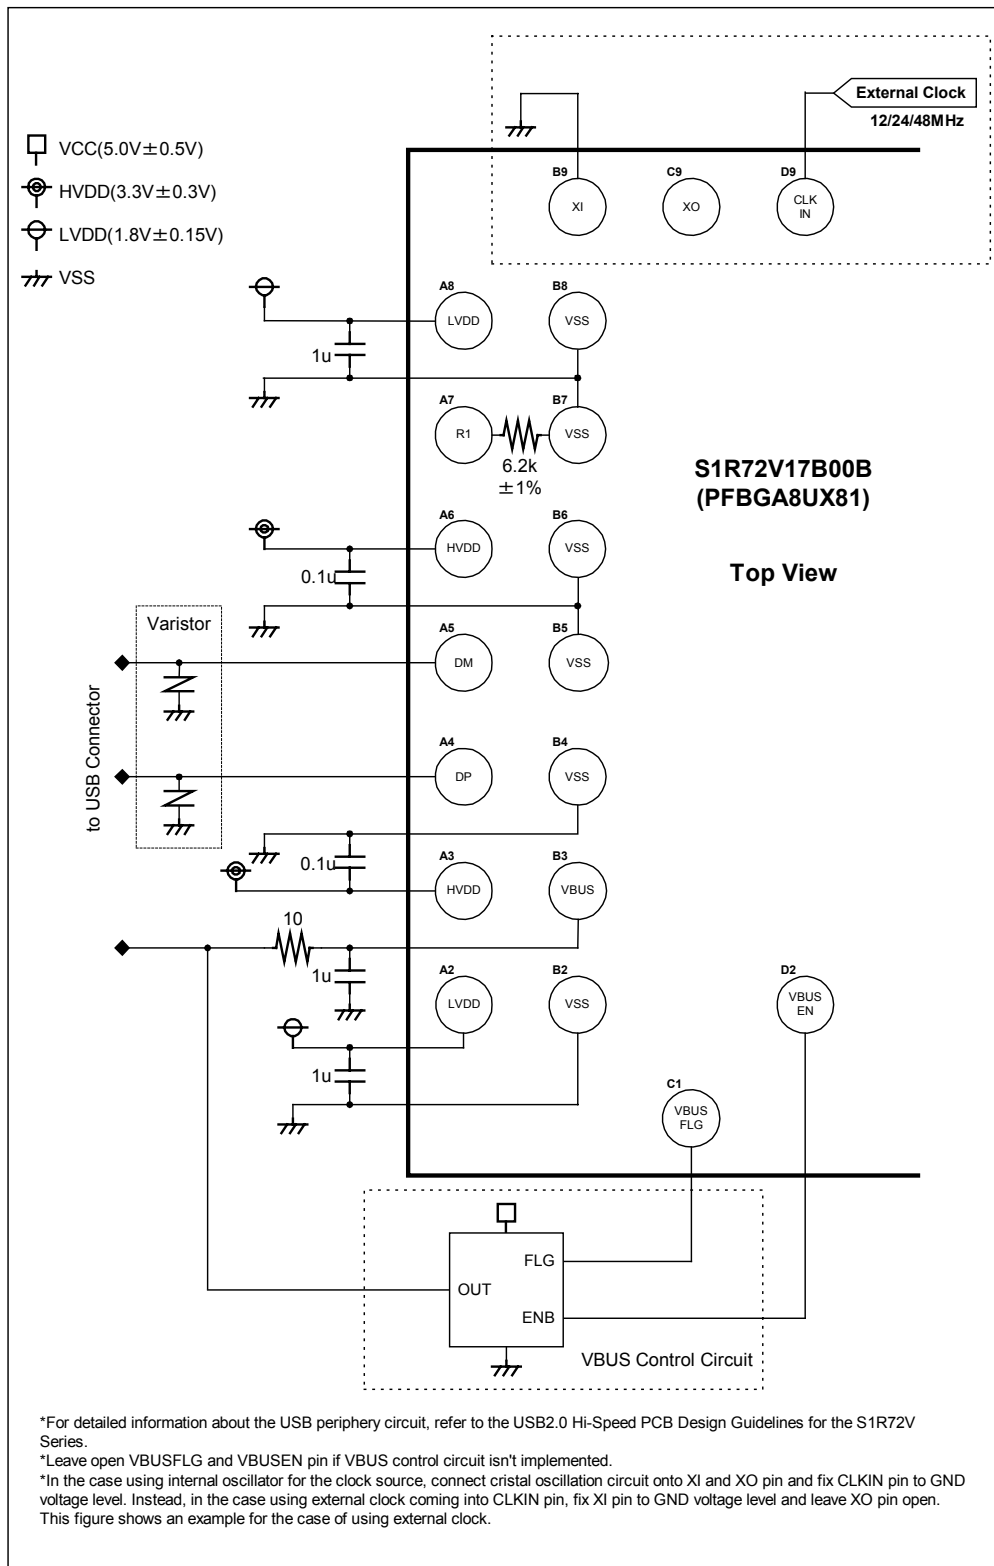 External Clock
12/24/48MHz
VCC(5.0V±0.5V)
HVDD(3.3V±0.3V)
LVDD(1.8V±0.15V)
VSS
B9
XI
C9
XO
D9
CLK
IN
A8
LVDD
B8
VSS
1u
A7
R1
B7
VSS
6.2k
±1%
S1R72V17B00B
(PFBGA8UX81)
Top View
A6
HVDD
B6
VSS
0.1u
Varistor
A5
DM
B5
VSS
to USB Connector
A4
DP
B4
VSS
0.1u
A3
HVDD
B3
VBUS
10
1u
A2
LVDD
B2
VSS
D2
VBUS
EN
1u
C1
VBUS
FLG
FLG
OUT
ENB
VBUS Control Circuit
*For detailed information about the USB periphery circuit, refer to the USB2.0 Hi-Speed PCB Design Guidelines for the S1R72V
Series.
*Leave open VBUSFLG and VBUSEN pin if VBUS control circuit isn't implemented.
*In the case using internal oscillator for the clock source, connect cristal oscillation circuit onto XI and XO pin and fix CLKIN pin to GND
voltage level. Instead, in the case using external clock coming into CLKIN pin, fix XI pin to GND voltage level and leave XO pin open.
This figure shows an example for the case of using external clock.